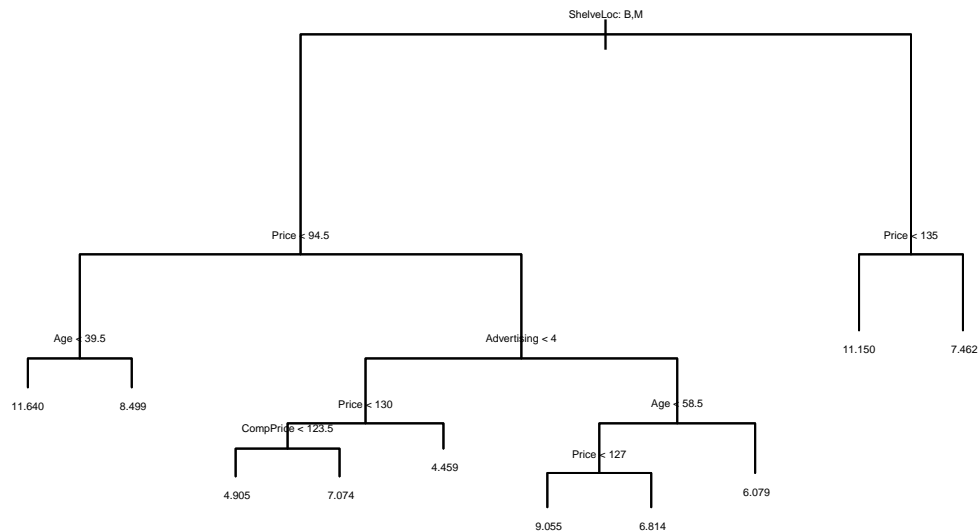 ShelveLoc: B,M
Price < 94.5
Price < 135
Age < 39.5
Advertising < 4
11.150
7.462
11.640
8.499
Price < 130
Age < 58.5
CompPrice < 123.5
4.459
Price < 127
4.905
7.074
6.079
9.055
6.814